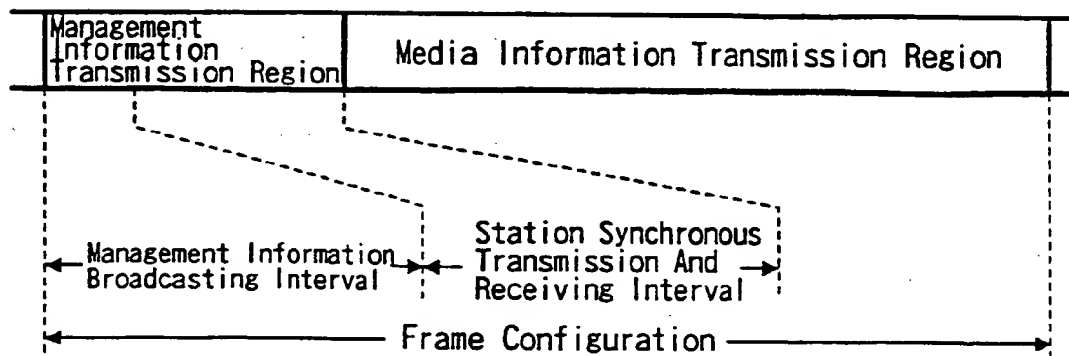 Management
Information
Transmission Region
Media Information Transmission Region
Management Information
Broadcasting Interval
Station Synchronous
Transmission And
Receiving Interval
Frame Configuration